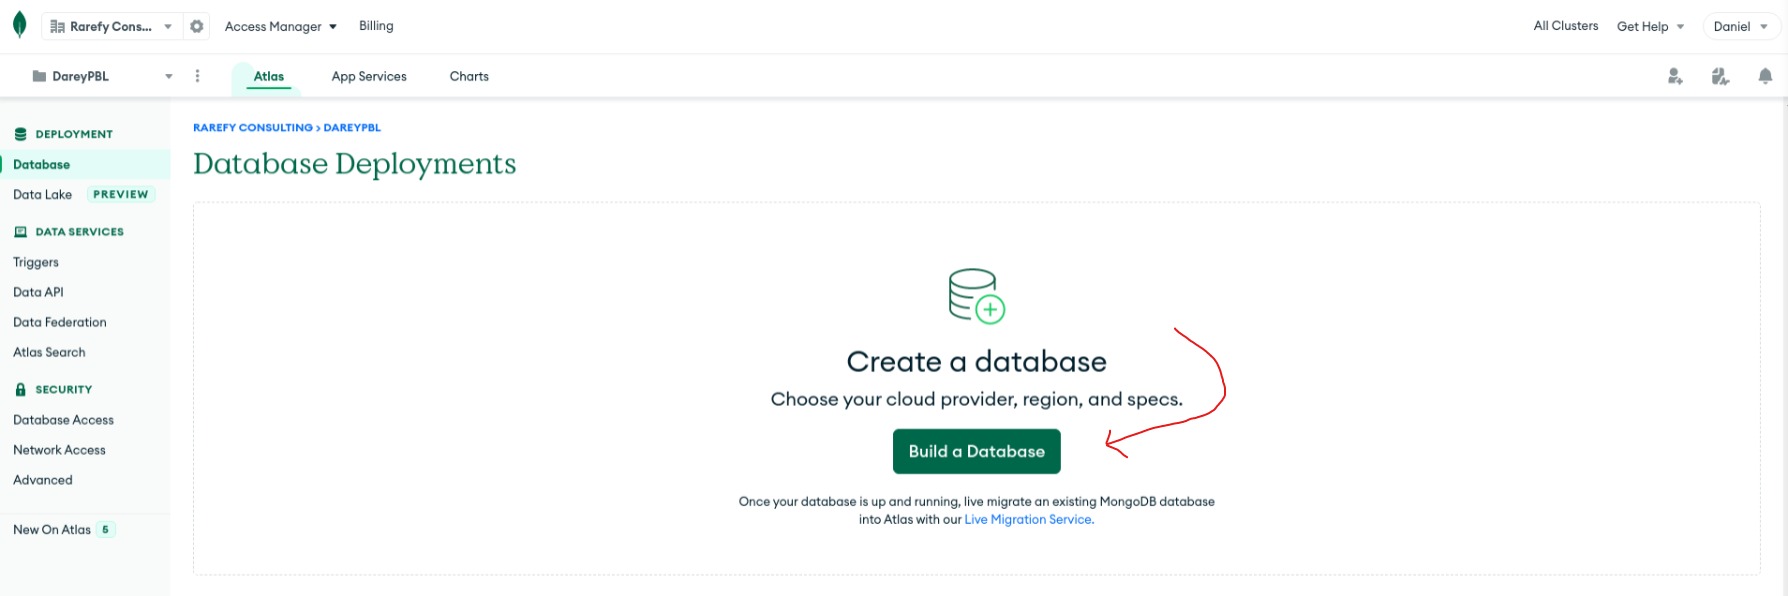 Rarefy Cons...
Access Manager
Billing
All Clusters
Get Help
Daniel
DareyPBL
Atlas
App Services
Charts
DEPLOYMENT
Database
Data Lake PREVIEW
DATA SERVICES
Triggers
Data API
Data Federation
Atlas Search
SECURITY
Database Access
Network Access
Advanced
New On Atlas 5
RAREFY CONSULTING > DAREYPBL
Database Deployments
Create a database
Choose your cloud provider, region, and specs.
Build a Database
Once your database is up and running, live migrate an existing MongoDB database
into Atlas with our Live Migration Service.